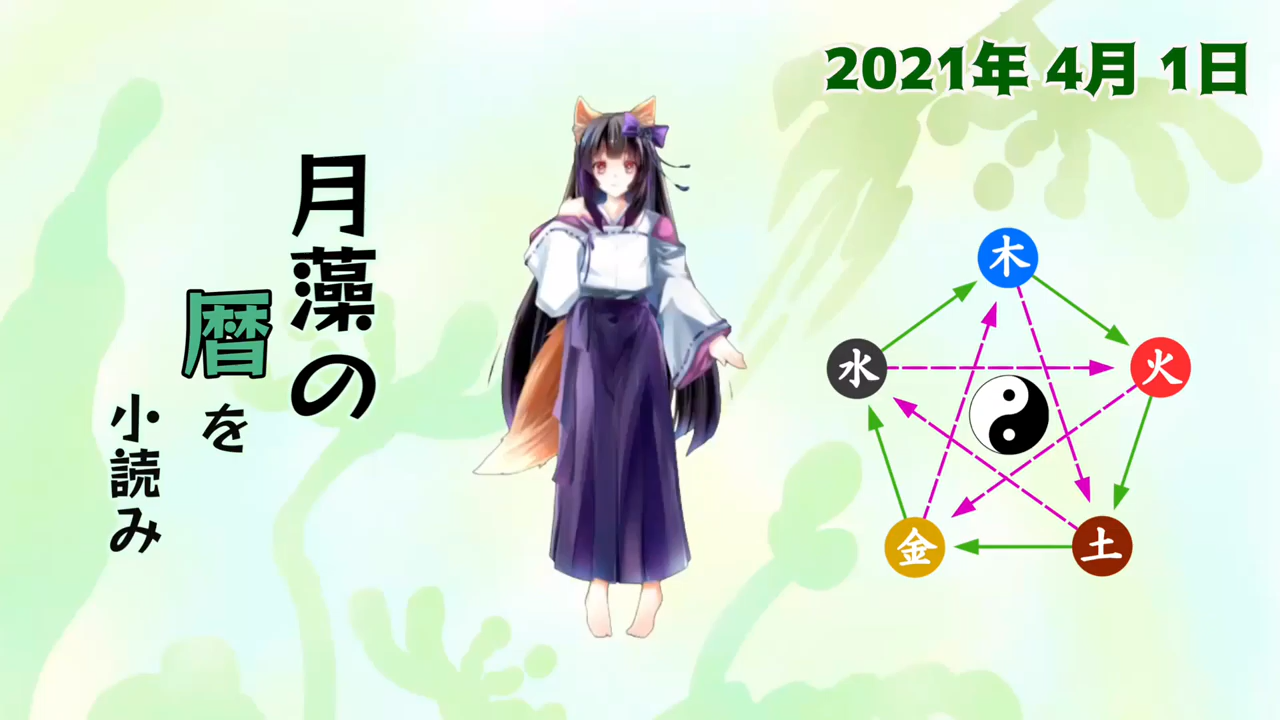 2021年 4月 1日
月藻の
暦を
小読み
木
火
土
金
水